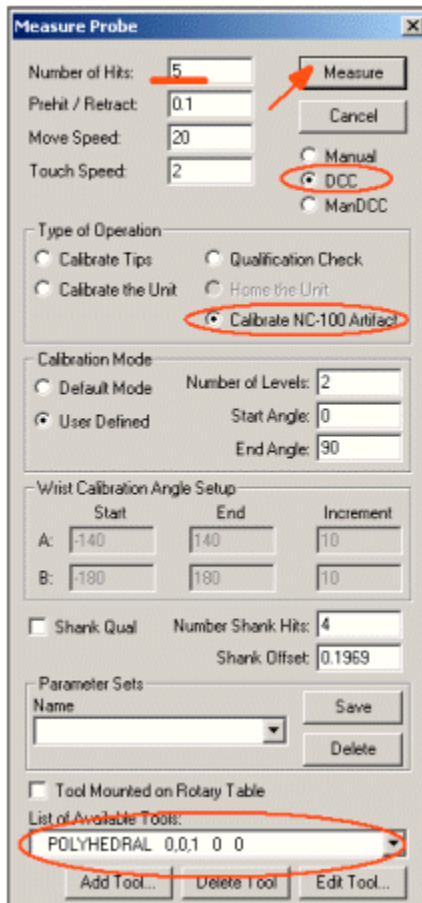 Measure Probe
Number of Hits: 5
Measure
Prehit / Retract: 0.1
Cancel
Move Speed: 20
Touch Speed: 2
Manual
DCC
ManDCC
Type of Operation
Calibrate Tips
Qualification Check
Calibrate the Unit
Home the Unit
Calibrate NC-100 Artifact
Calibration Mode
Default Mode
Number of Levels: 2
User Defined
Start Angle: 0
End Angle: 90
Wrist Calibration Angle Setup
Start End Increment
A: -140 140 10
B: -180 180 10
Shank Qual
Number Shank Hits: 4
Shank Offset: 0.1969
Parameter Sets
Name
Save
Delete
Tool Mounted on Rotary Table
List of Available Tools:
POLYHEDRAL 0,0,1 0 0
Add Tool... Delete Tool Edit Tool...